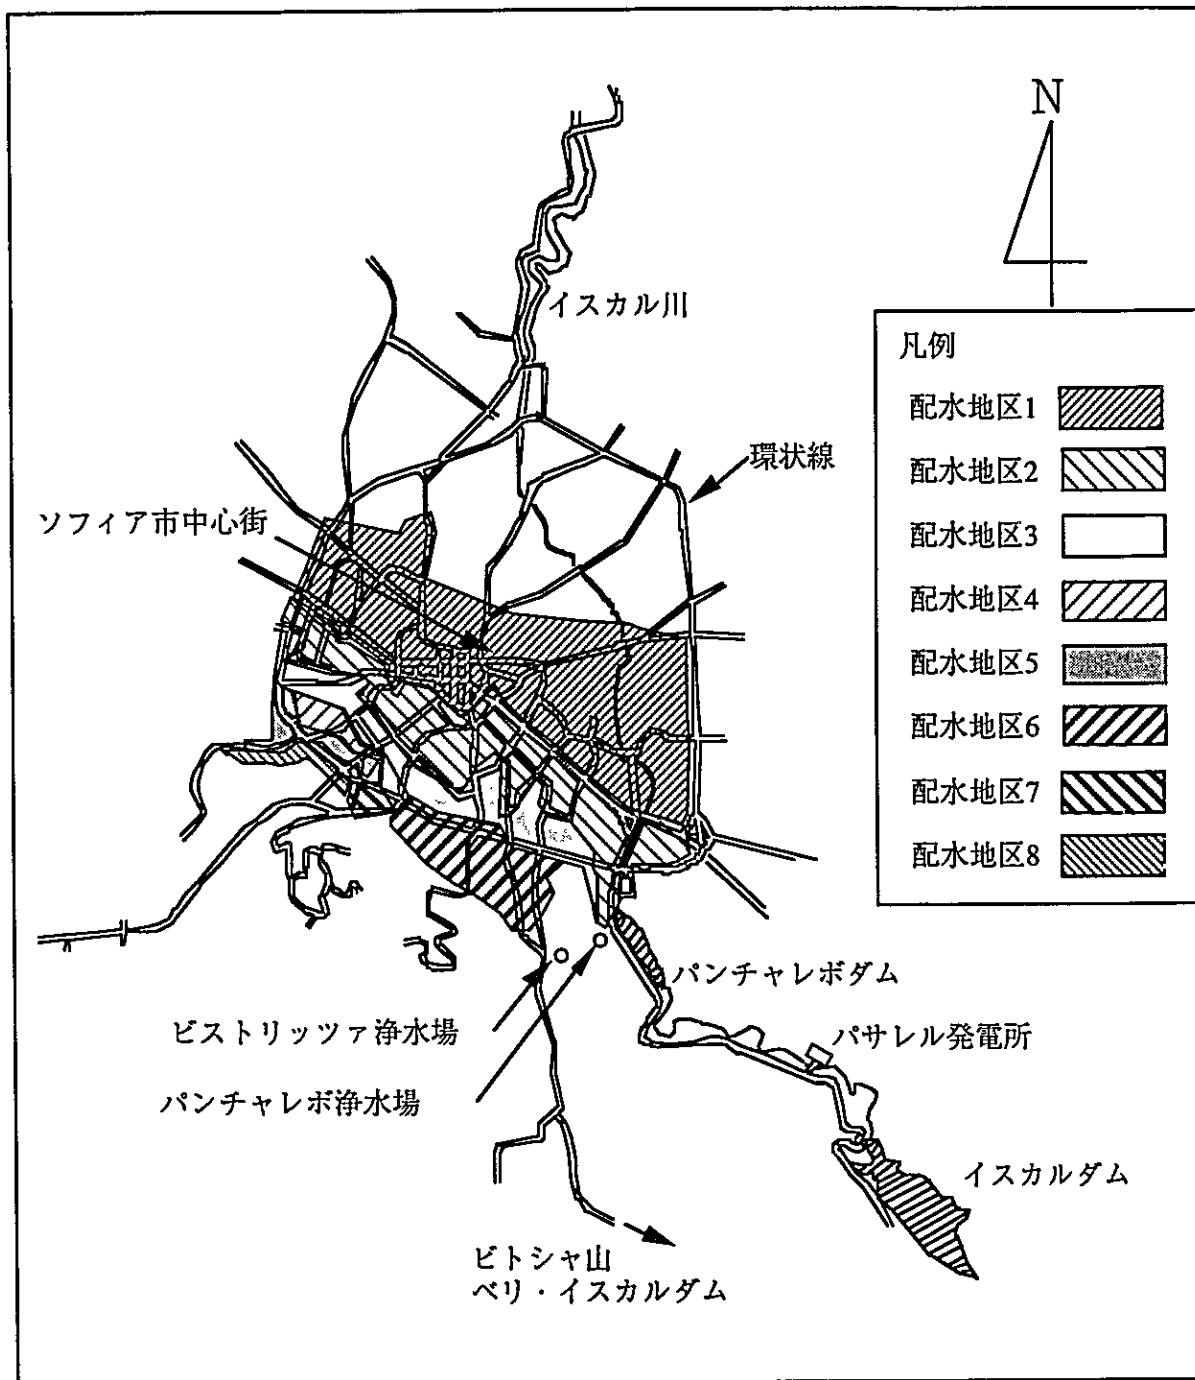 N
イスカル川
凡例
配水地区1
配水地区2
配水地区3
配水地区4
配水地区5
配水地区6
配水地区7
配水地区8
環状線
ソフィア市中心街
パンチャレボダム
ビストリッツァ浄水場
パサレル発電所
パンチャレボ浄水場
イスカルダム
ビトシャ山
ベリ・イスカルダム